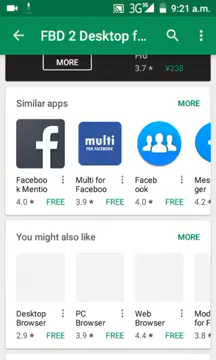 3G
9:21 a.m.
FBD 2 Desktop f...
Pro
MORE
3.7 ★ ¥238
Similar apps MORE
multi
FOR FACEBOOK
Faceboo
k Mentio
4.0 ★ FREE
Multi for
Faceboo
3.9 ★ FREE
Faceb
ook
4.0 ★ FREE
Mes
ger
4.2 ★
You might also like MORE
Desktop
Browser
2.9 ★ FREE
PC
Browser
3.9 ★ FREE
Web
Browser
4.4 ★ FREE
Mod
for F
3.8 ★